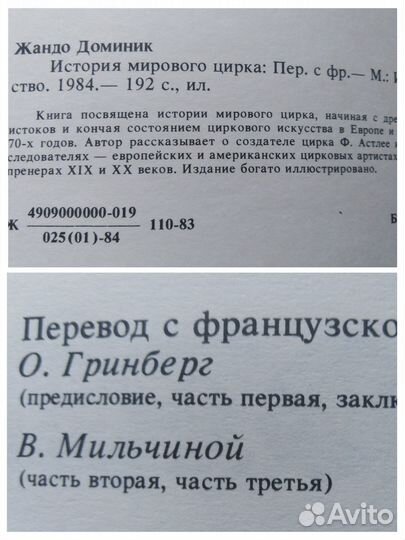 Жандо Доминик
История мирового цирка: Пер. с фр.— М.:
ство. 1984.— 192 с., ил.
Книга посвящена истории мирового цирка, начиная с
истоков и кончая состоянием циркового искусства в Европе и
70-х годов. Автор рассказывает о создателе цирка Ф. Астлее и
следователях — европейских и американских цирковых артистах
пренерах XIX и XX веков. Издание богато иллюстрировано.
Ж 4909000000-019 110-83
025(01)-84
Перевод с французско
О. Гринберг
(предисловие, часть первая, заклю
В. Мильчиной
(часть вторая, часть третья)
Avito